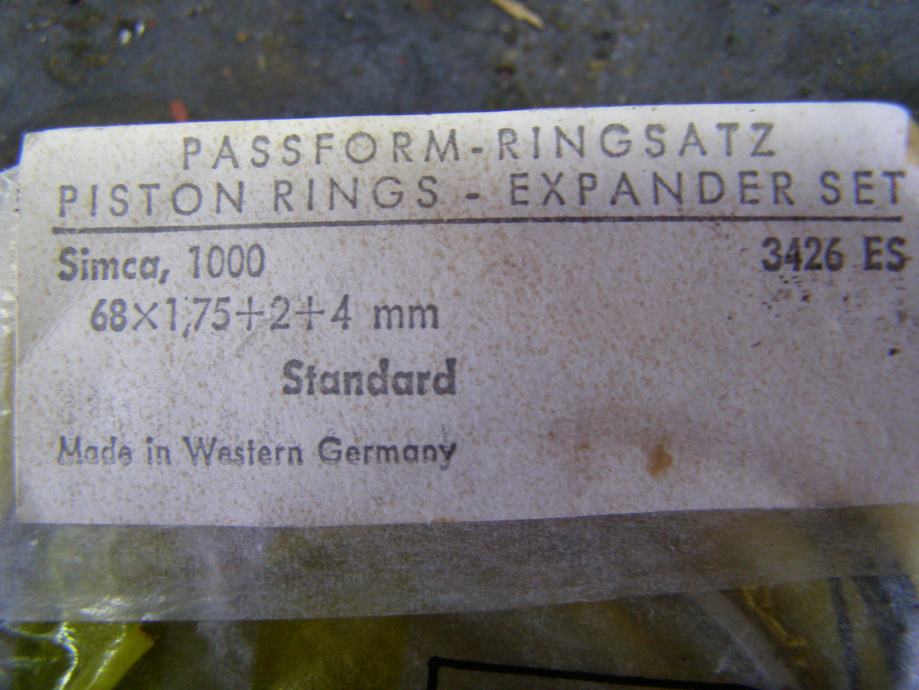 PASSFORM-RINGSATZ
PISTON RINGS - EXPANDER SET
Simca, 1000 3426 ES
68×1,75+2+4 mm
Standard
Made in Western Germany